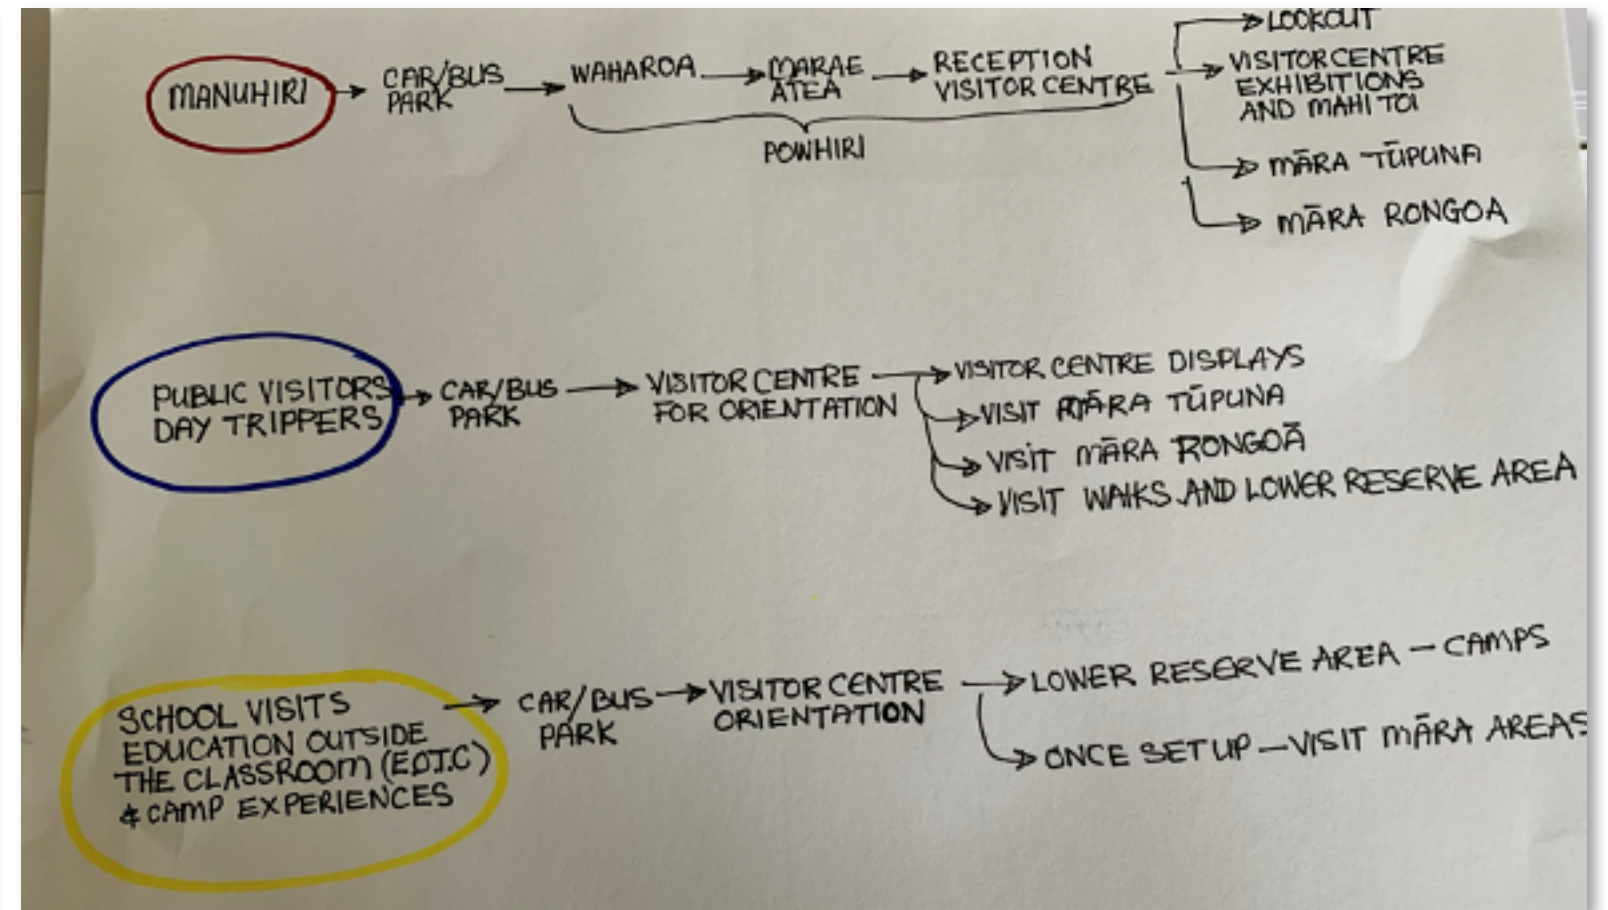 LOOKOUT
MANUHIRI
CAR/BUS
PARK
WAHAROA
MARAE
ATEA
RECEPTION
VISITOR CENTRE
POWHIRI
VISITOR CENTRE
EXHIBITIONS
AND MAHI TOI
MĀRA TŪPUNA
MĀRA RONGOA
PUBLIC VISITORS
DAY TRIPPERS
CAR/BUS
PARK
VISITOR CENTRE
FOR ORIENTATION
VISITOR CENTRE DISPLAYS
VISIT MĀRA TŪPUNA
VISIT MĀRA RONGOĀ
VISIT WALKS AND LOWER RESERVE AREA
SCHOOL VISITS
EDUCATION OUTSIDE
THE CLASSROOM (EOTC)
& CAMP EXPERIENCES
CAR/BUS
PARK
VISITOR CENTRE
ORIENTATION
LOWER RESERVE AREA – CAMPS
ONCE SET UP – VISIT MĀRA AREAS